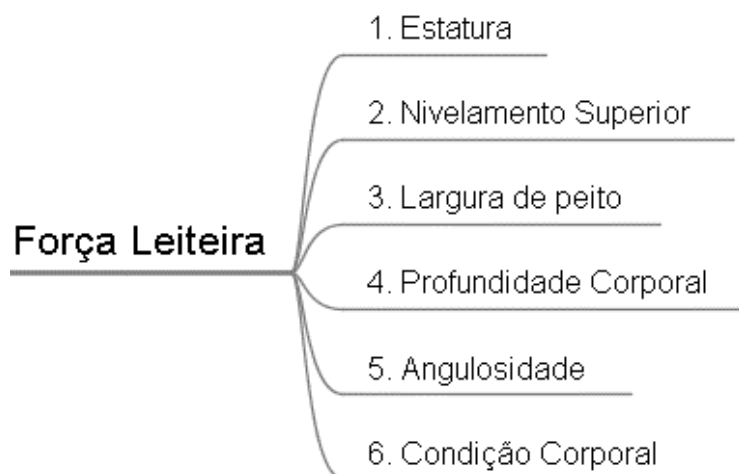 1. Estatura
2. Nivelamento Superior
3. Largura de peito
Força Leiteira
4. Profundidade Corporal
5. Angulosidade
6. Condição Corporal